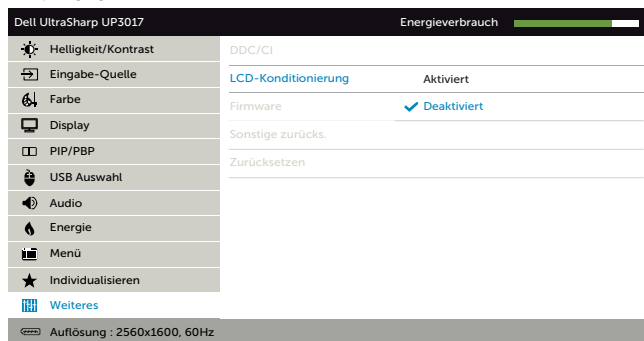 Dell UltraSharp UP3017
Energieverbrauch
Helligkeit/Kontrast
Eingabe-Quelle
Farbe
Display
PIP/PBP
USB Auswahl
Audio
Energie
Menü
Individualisieren
Weiteres
DDC/CI
LCD-Konditionierung
Aktiviert
Firmware
Deaktiviert
Sonstige zurücks.
Zurücksetzen
Auflösung : 2560x1600, 60Hz